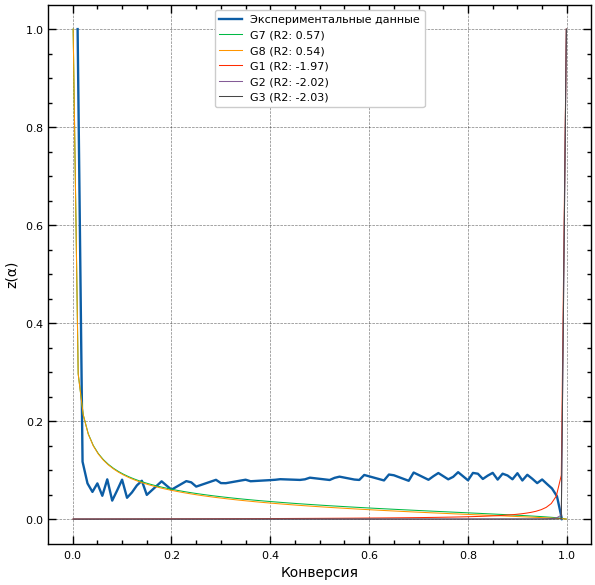 Экспериментальные данные
G7 (R2: 0.57)
G8 (R2: 0.54)
G1 (R2: -1.97)
G2 (R2: -2.02)
G3 (R2: -2.03)
z(α)
1.0
0.8
0.6
0.4
0.2
0.0
0.0 0.2 0.4 0.6 0.8 1.0
Конверсия